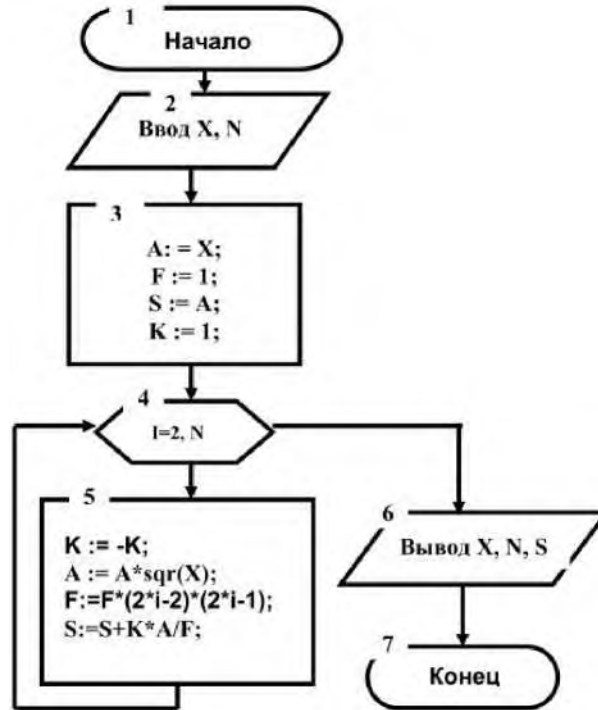 1
Начало
2
Ввод X, N
3
A: = X;
F := 1;
S := A;
K := 1;
4
I=2, N
5
K := -K;
A := A*sqr(X);
F:=F*(2*i-2)*(2*i-1);
S:=S+K*A/F;
6
Вывод X, N, S
7
Конец